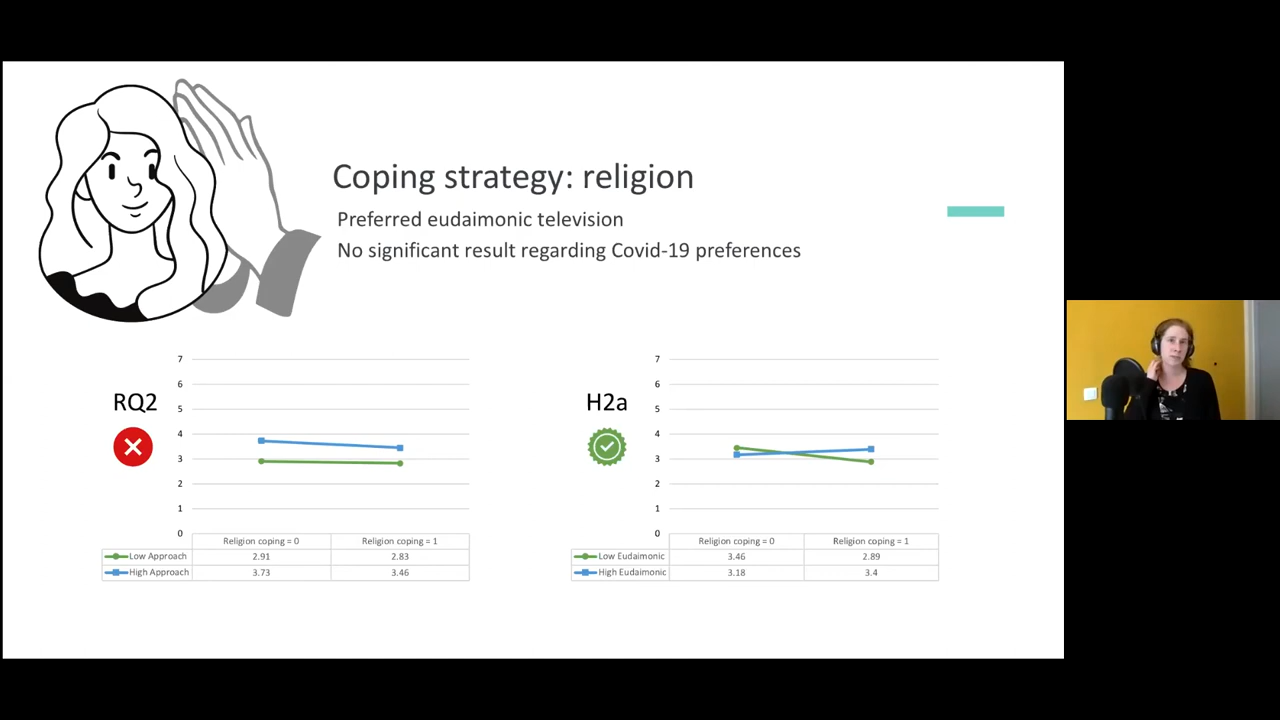 Coping strategy: religion
Preferred eudaimonic television
No significant result regarding Covid-19 preferences
RQ2
7
6
5
4
3
2
1
0
Religion coping = 0 Religion coping = 1
Low Approach 2.91 2.83
High Approach 3.73 3.46
H2a
7
6
5
4
3
2
1
0
Religion coping = 0 Religion coping = 1
Low Eudaimonic 3.46 2.89
High Eudaimonic 3.18 3.4